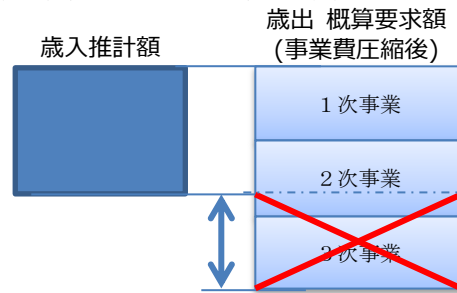 歳入推計額
歳出 概算要求額
(事業費圧縮後)
1次事業
2次事業
3次事業